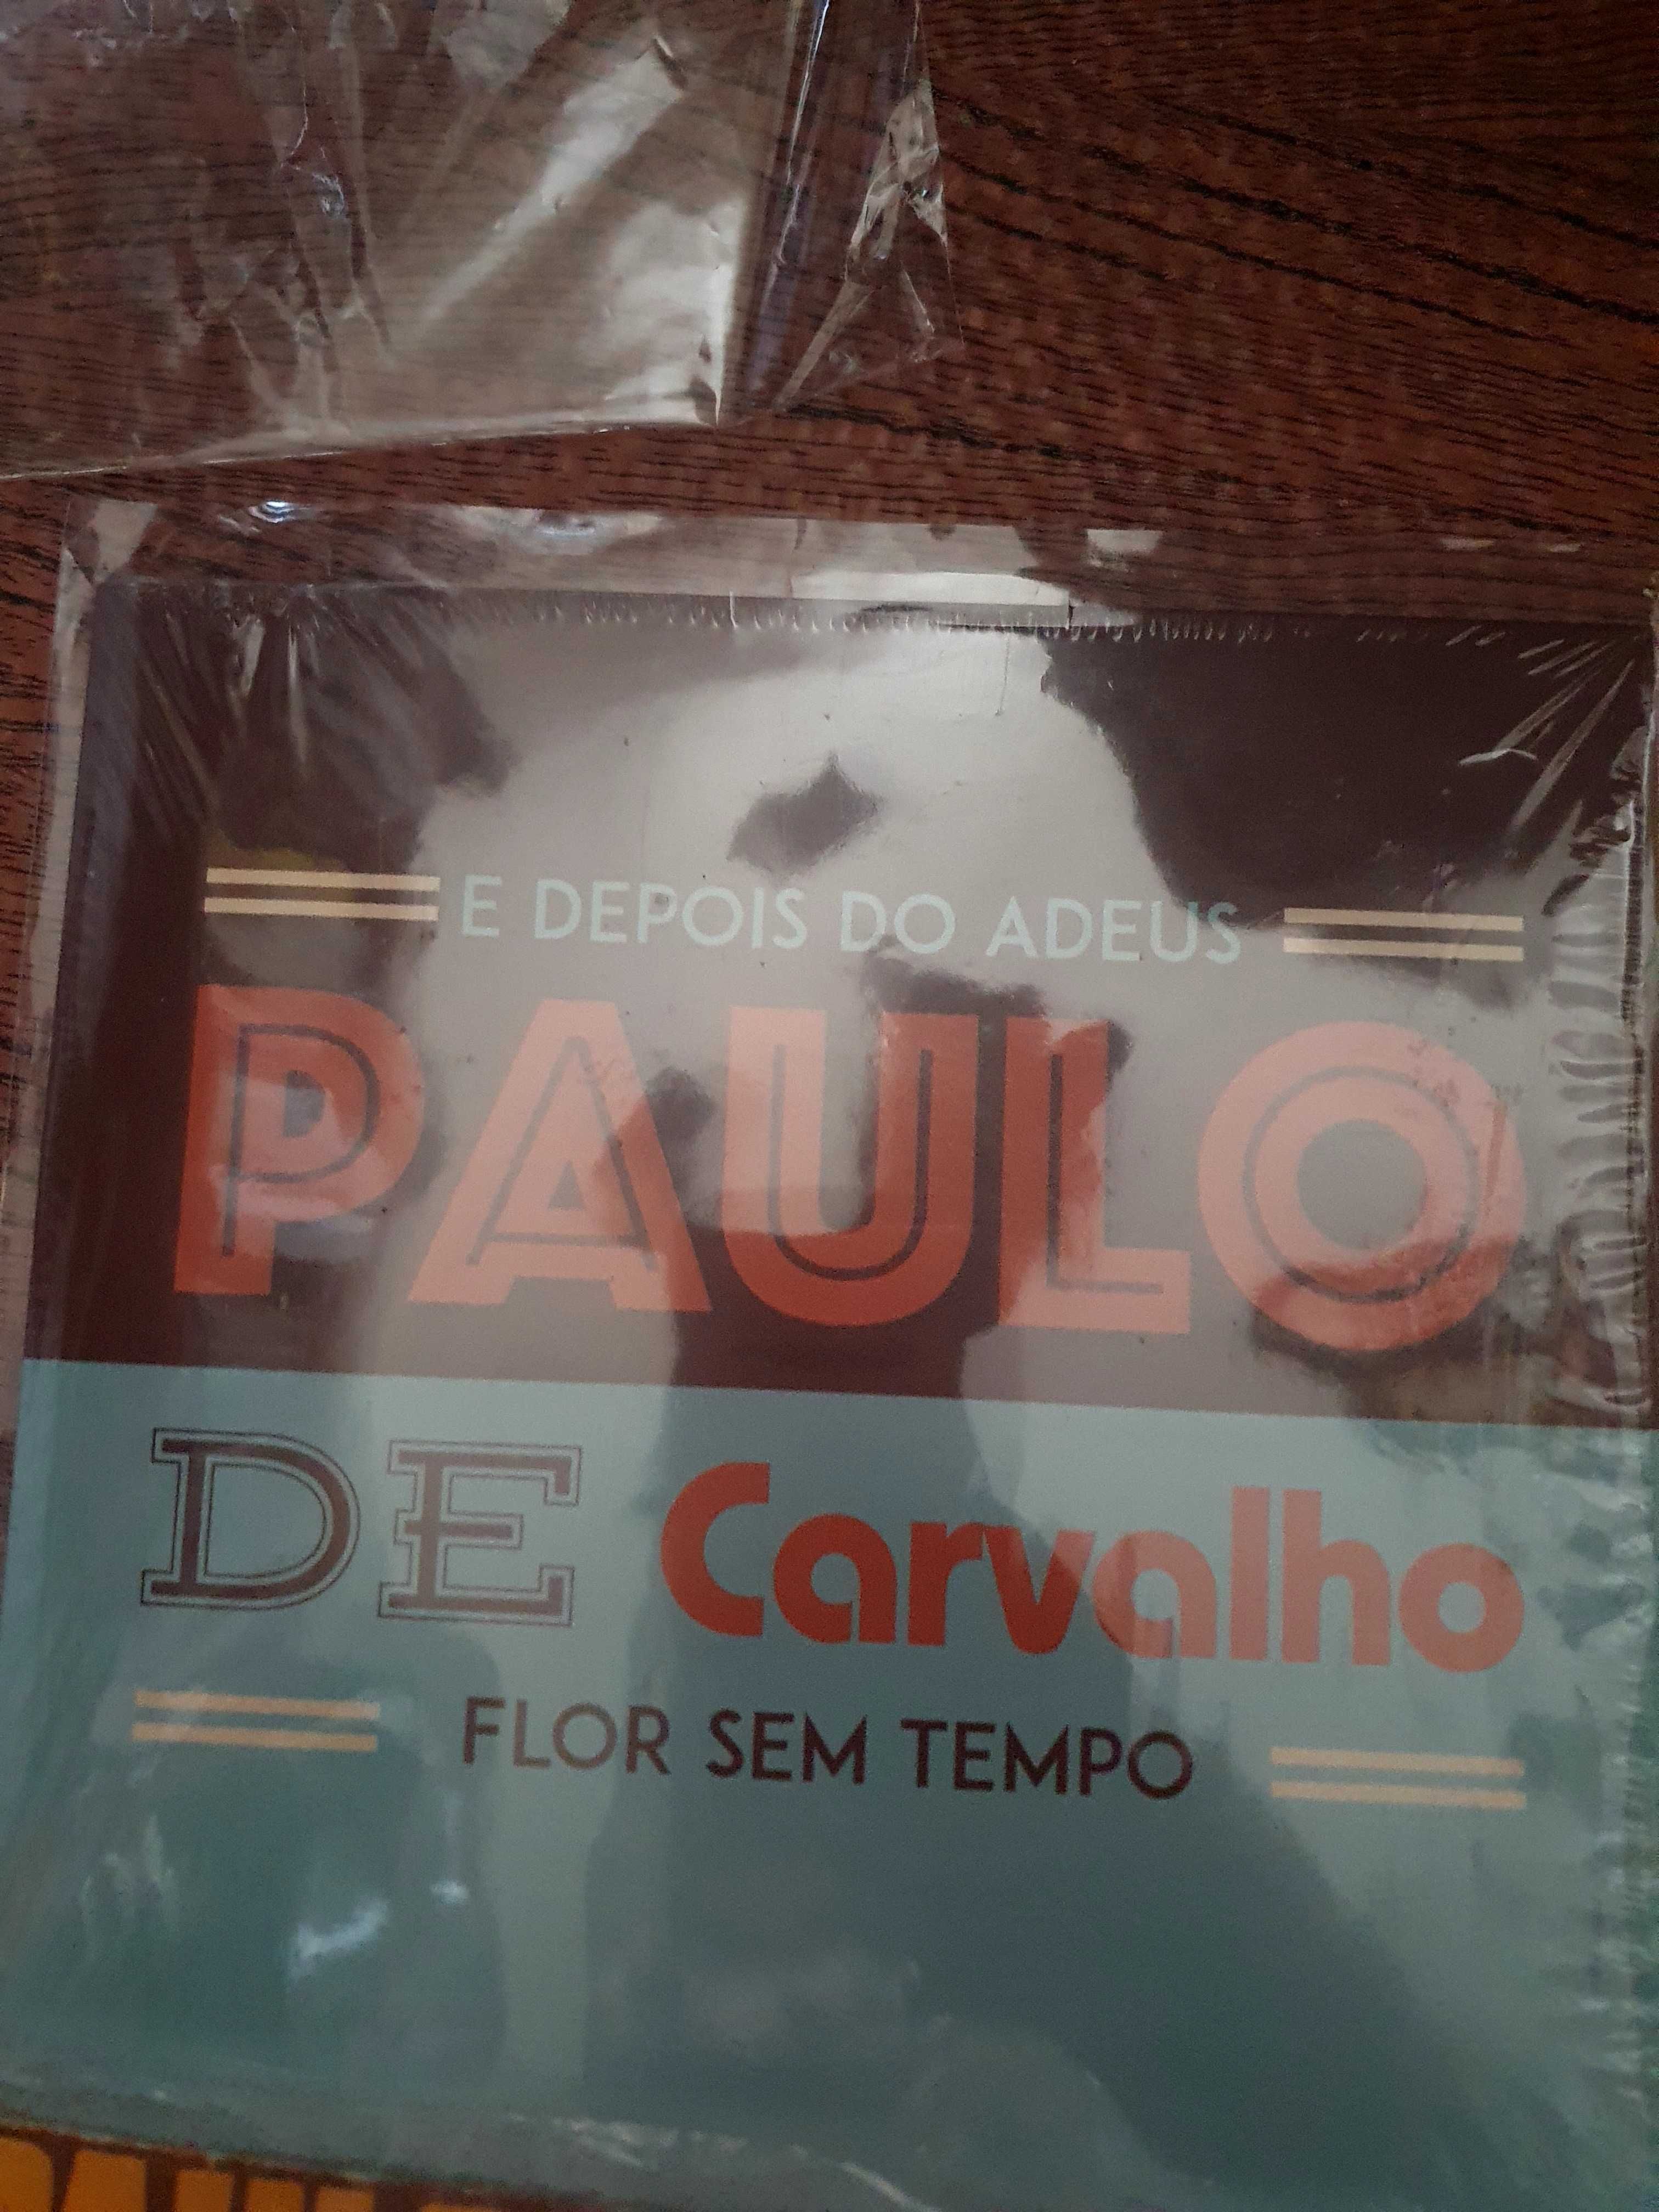 E DEPOIS DO ADEUS
PAULO
DE Carvalho
FLOR SEM TEMPO